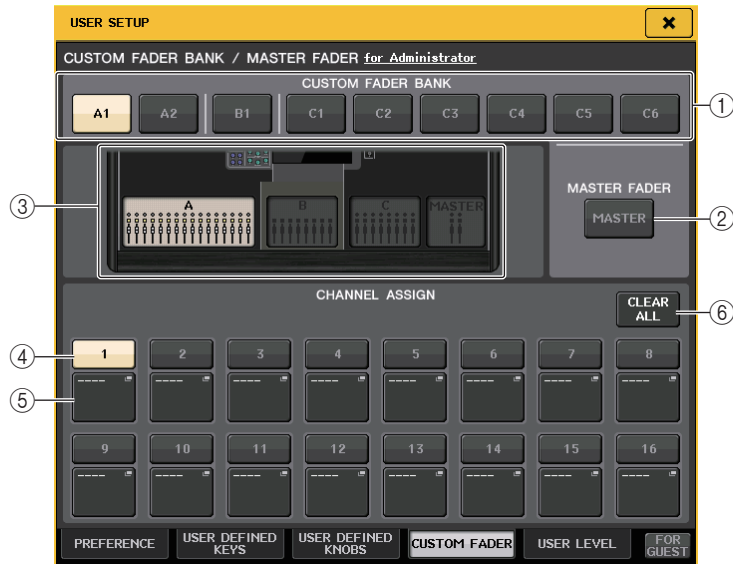 USER SETUP
CUSTOM FADER BANK / MASTER FADER for Administrator
CUSTOM FADER BANK
A1 A2 B1 C1 C2 C3 C4 C5 C6
1
A B C MASTER
3
MASTER FADER
MASTER
2
CHANNEL ASSIGN
CLEAR ALL
6
4
1 2 3 4 5 6 7 8
5
---- ---- ---- ---- ---- ---- ---- ----
9 10 11 12 13 14 15 16
---- ---- ---- ---- ---- ---- ---- ----
PREFERENCE USER DEFINED KEYS USER DEFINED KNOBS CUSTOM FADER USER LEVEL FOR GUEST